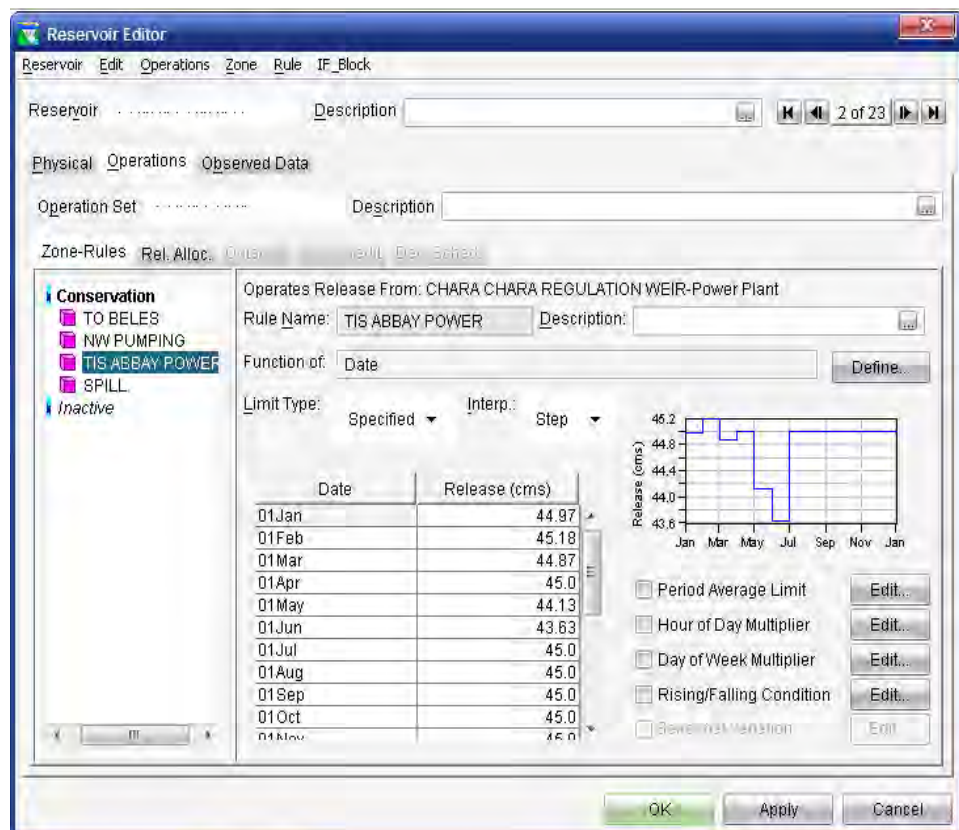 Reservoir Editor
Reservoir Edit Operations Zone Rule IF_Block
Reservoir Description ... 2 of 23
Physical Operations Observed Data
Operation Set Description ...
Zone-Rules Rel. Alloc.
Conservation
TO BELES
NW PUMPING
TIS ABBAY POWER
SPILL
Inactive
Operates Release From: CHARA CHARA REGULATION WEIR-Power Plant
Rule Name: TIS ABBAY POWER Description: ...
Function of: Date Define...
Limit Type: Specified Interp.: Step
Date Release (cms)
01Jan 44.97
01Feb 45.18
01Mar 44.87
01Apr 45.0
01May 44.13
01Jun 43.63
01Jul 45.0
01Aug 45.0
01Sep 45.0
01Oct 45.0
01Nov 45.0
Release (cms)
45.2
44.8
44.4
44.0
43.6
Jan Mar May Jul Sep Nov Jan
Period Average Limit Edit...
Hour of Day Multiplier Edit...
Day of Week Multiplier Edit...
Rising/Falling Condition Edit...
Seasonal Variation Edit...
OK Apply Cancel